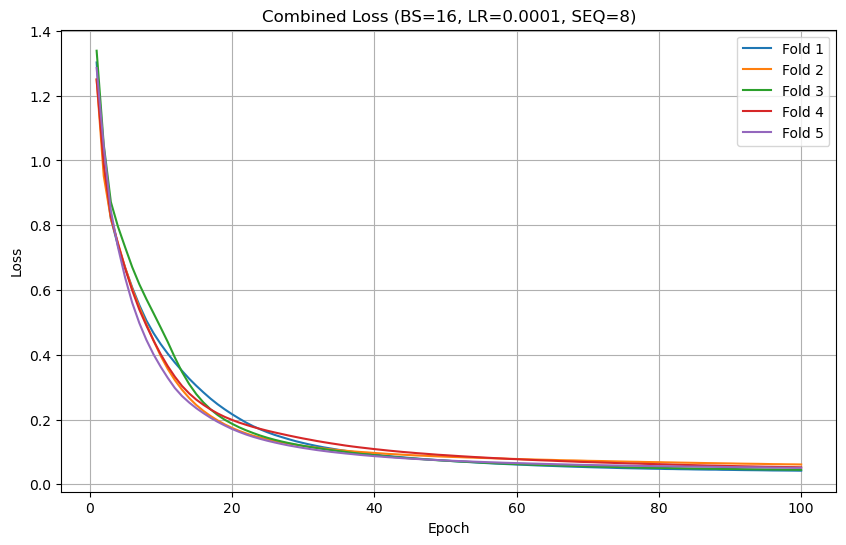 Combined Loss (BS=16, LR=0.0001, SEQ=8)
Fold 1
Fold 2
Fold 3
Fold 4
Fold 5
Loss
1.4
1.2
1.0
0.8
0.6
0.4
0.2
0.0
0 20 40 60 80 100
Epoch